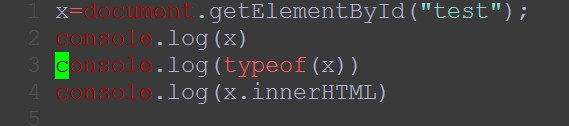 1 x=document.getElementById("test");
2 console.log(x)
3 console.log(typeof(x))
4 console.log(x.innerHTML)
5